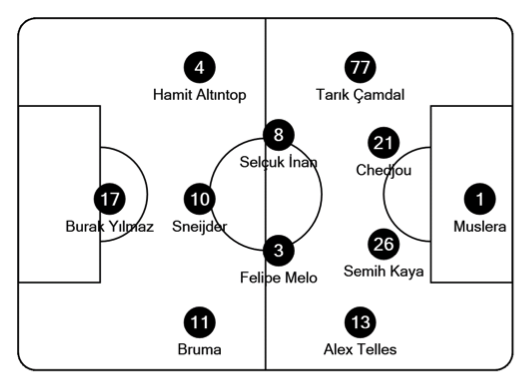 4
Hamit Altıntop
77
Tarık Çamdal
8
Selçuk İnan
21
Chedjou
17
Burak Yılmaz
10
Sneijder
1
Muslera
3
Felipe Melo
26
Semih Kaya
11
Bruma
13
Alex Telles